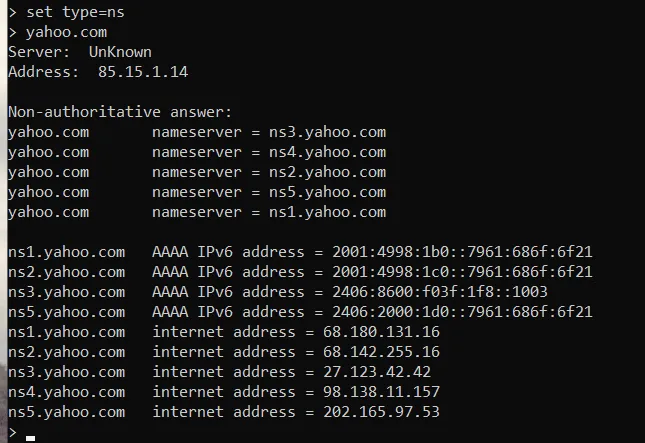 > set type=ns
> yahoo.com
Server:  UnKnown
Address:  85.15.1.14

Non-authoritative answer:
yahoo.com       nameserver = ns3.yahoo.com
yahoo.com       nameserver = ns4.yahoo.com
yahoo.com       nameserver = ns2.yahoo.com
yahoo.com       nameserver = ns5.yahoo.com
yahoo.com       nameserver = ns1.yahoo.com

ns1.yahoo.com   AAAA IPv6 address = 2001:4998:1b0::7961:686f:6f21
ns2.yahoo.com   AAAA IPv6 address = 2001:4998:1c0::7961:686f:6f21
ns3.yahoo.com   AAAA IPv6 address = 2406:8600:f03f:1f8::1003
ns5.yahoo.com   AAAA IPv6 address = 2406:2000:1d0::7961:686f:6f21
ns1.yahoo.com   internet address = 68.180.131.16
ns2.yahoo.com   internet address = 68.142.255.16
ns3.yahoo.com   internet address = 27.123.42.42
ns4.yahoo.com   internet address = 98.138.11.157
ns5.yahoo.com   internet address = 202.165.97.53
>